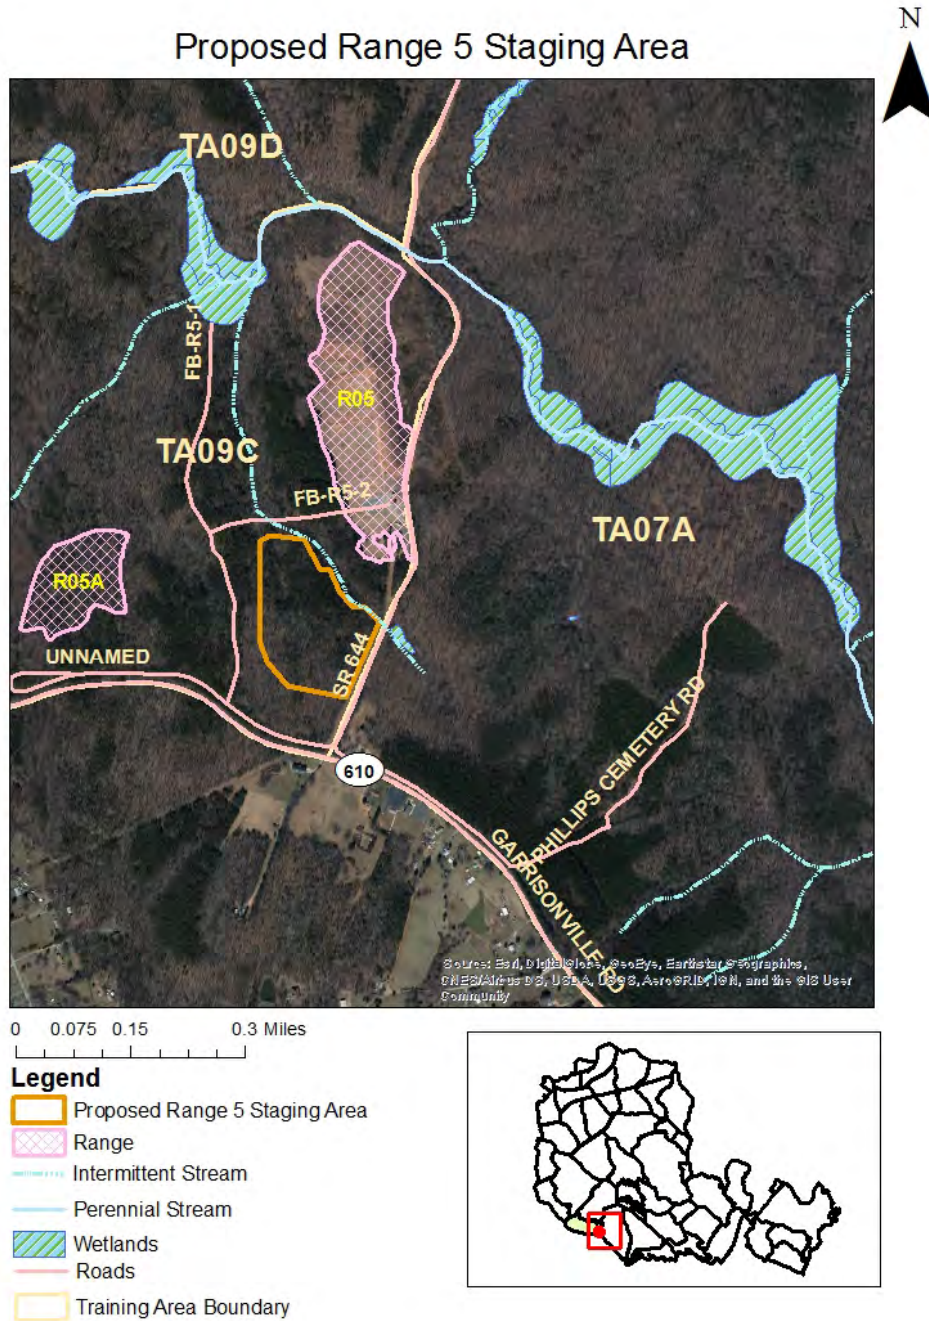 N
Proposed Range 5 Staging Area
TA09D
FB-R5-1
R05
TA09C
FB-R5-2
TA07A
R05A
UNNAMED
SR 644
610
PHILLIPS CEMETERY RD
GARRISONVILLE RD
Source: Esri, DigitalGlobe, GeoEye, Earthstar Geographics,
CNES/Airbus DS, USDA, USGS, AeroGRID, IGN, and the GIS User
Community
0 0.075 0.15 0.3 Miles
Legend
Proposed Range 5 Staging Area
Range
Intermittent Stream
Perennial Stream
Wetlands
Roads
Training Area Boundary